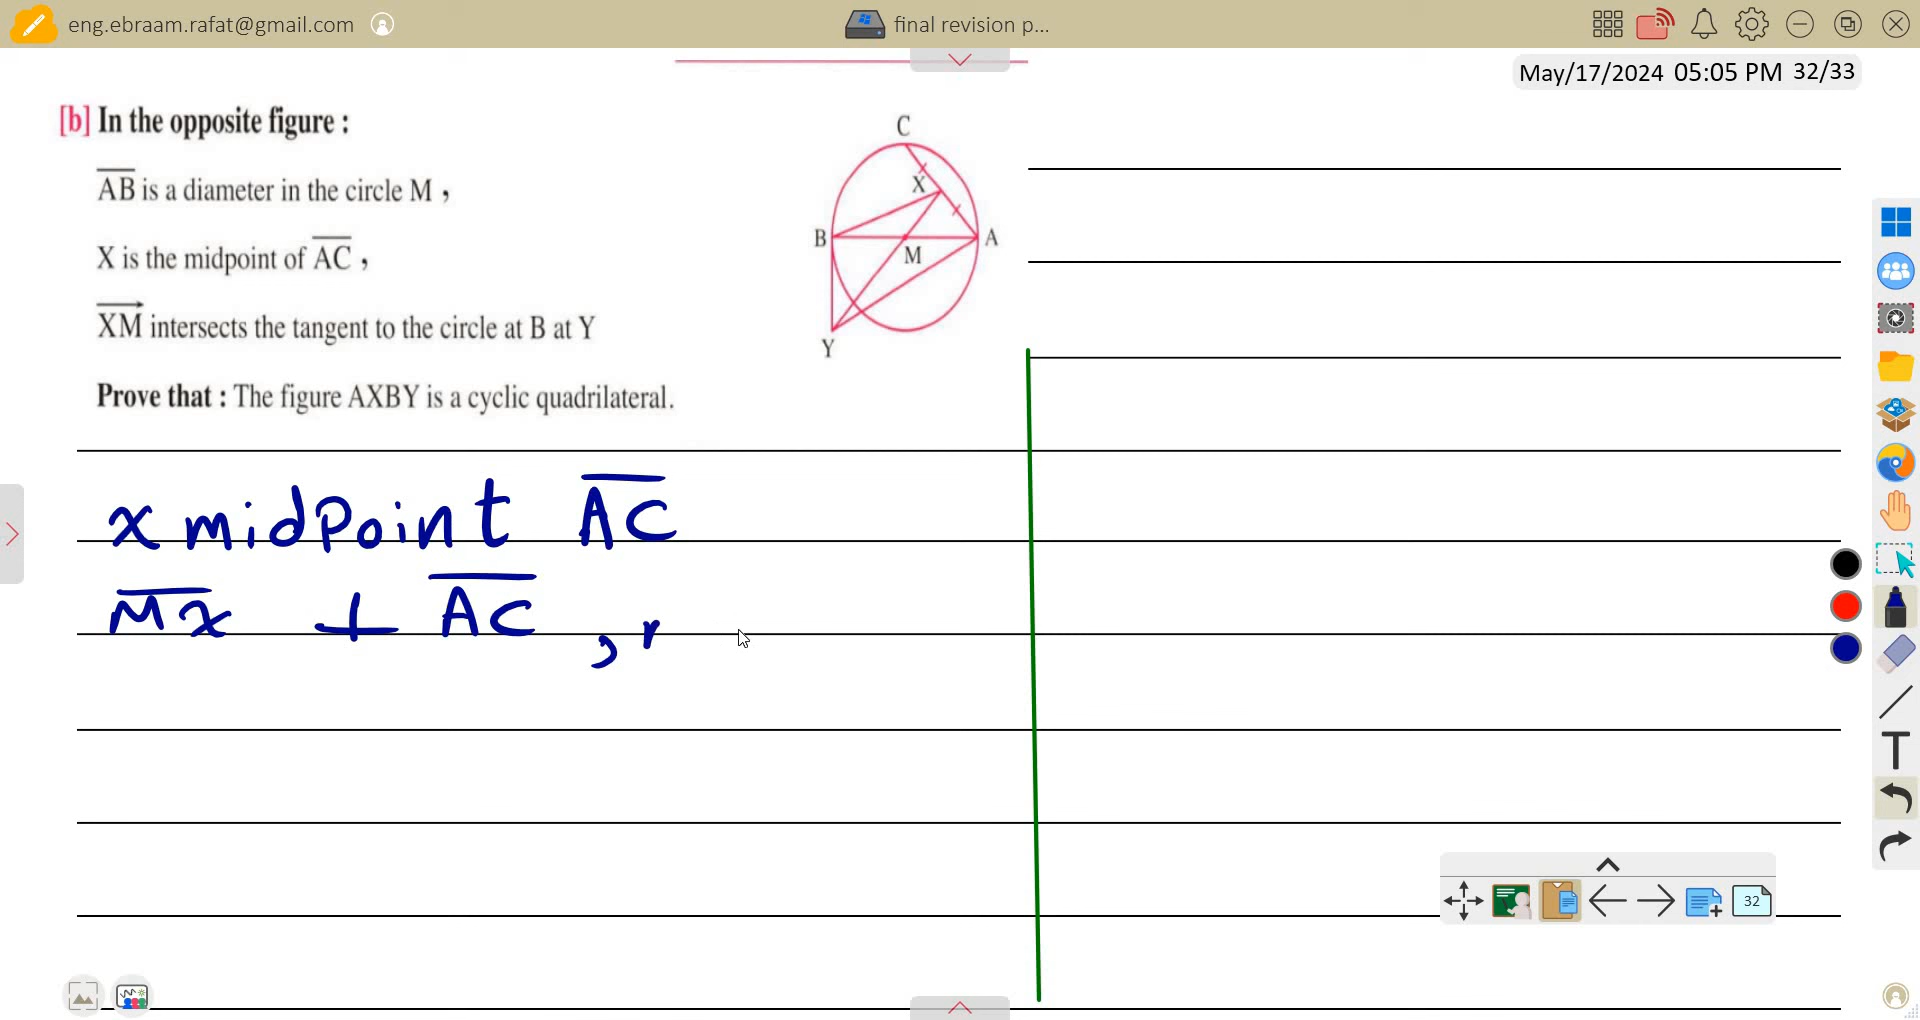 eng.ebraam.rafat@gmail.com
final revision p...
May/17/2024 05:05 PM 32/33
[b] In the opposite figure :
AB is a diameter in the circle M ,
X is the midpoint of AC ,
XM intersects the tangent to the circle at B at Y
Prove that : The figure AXBY is a cyclic quadrilateral.
C
X
B
A
M
Y
x midpoint AC
Mx ⊥ AC , r
T
32